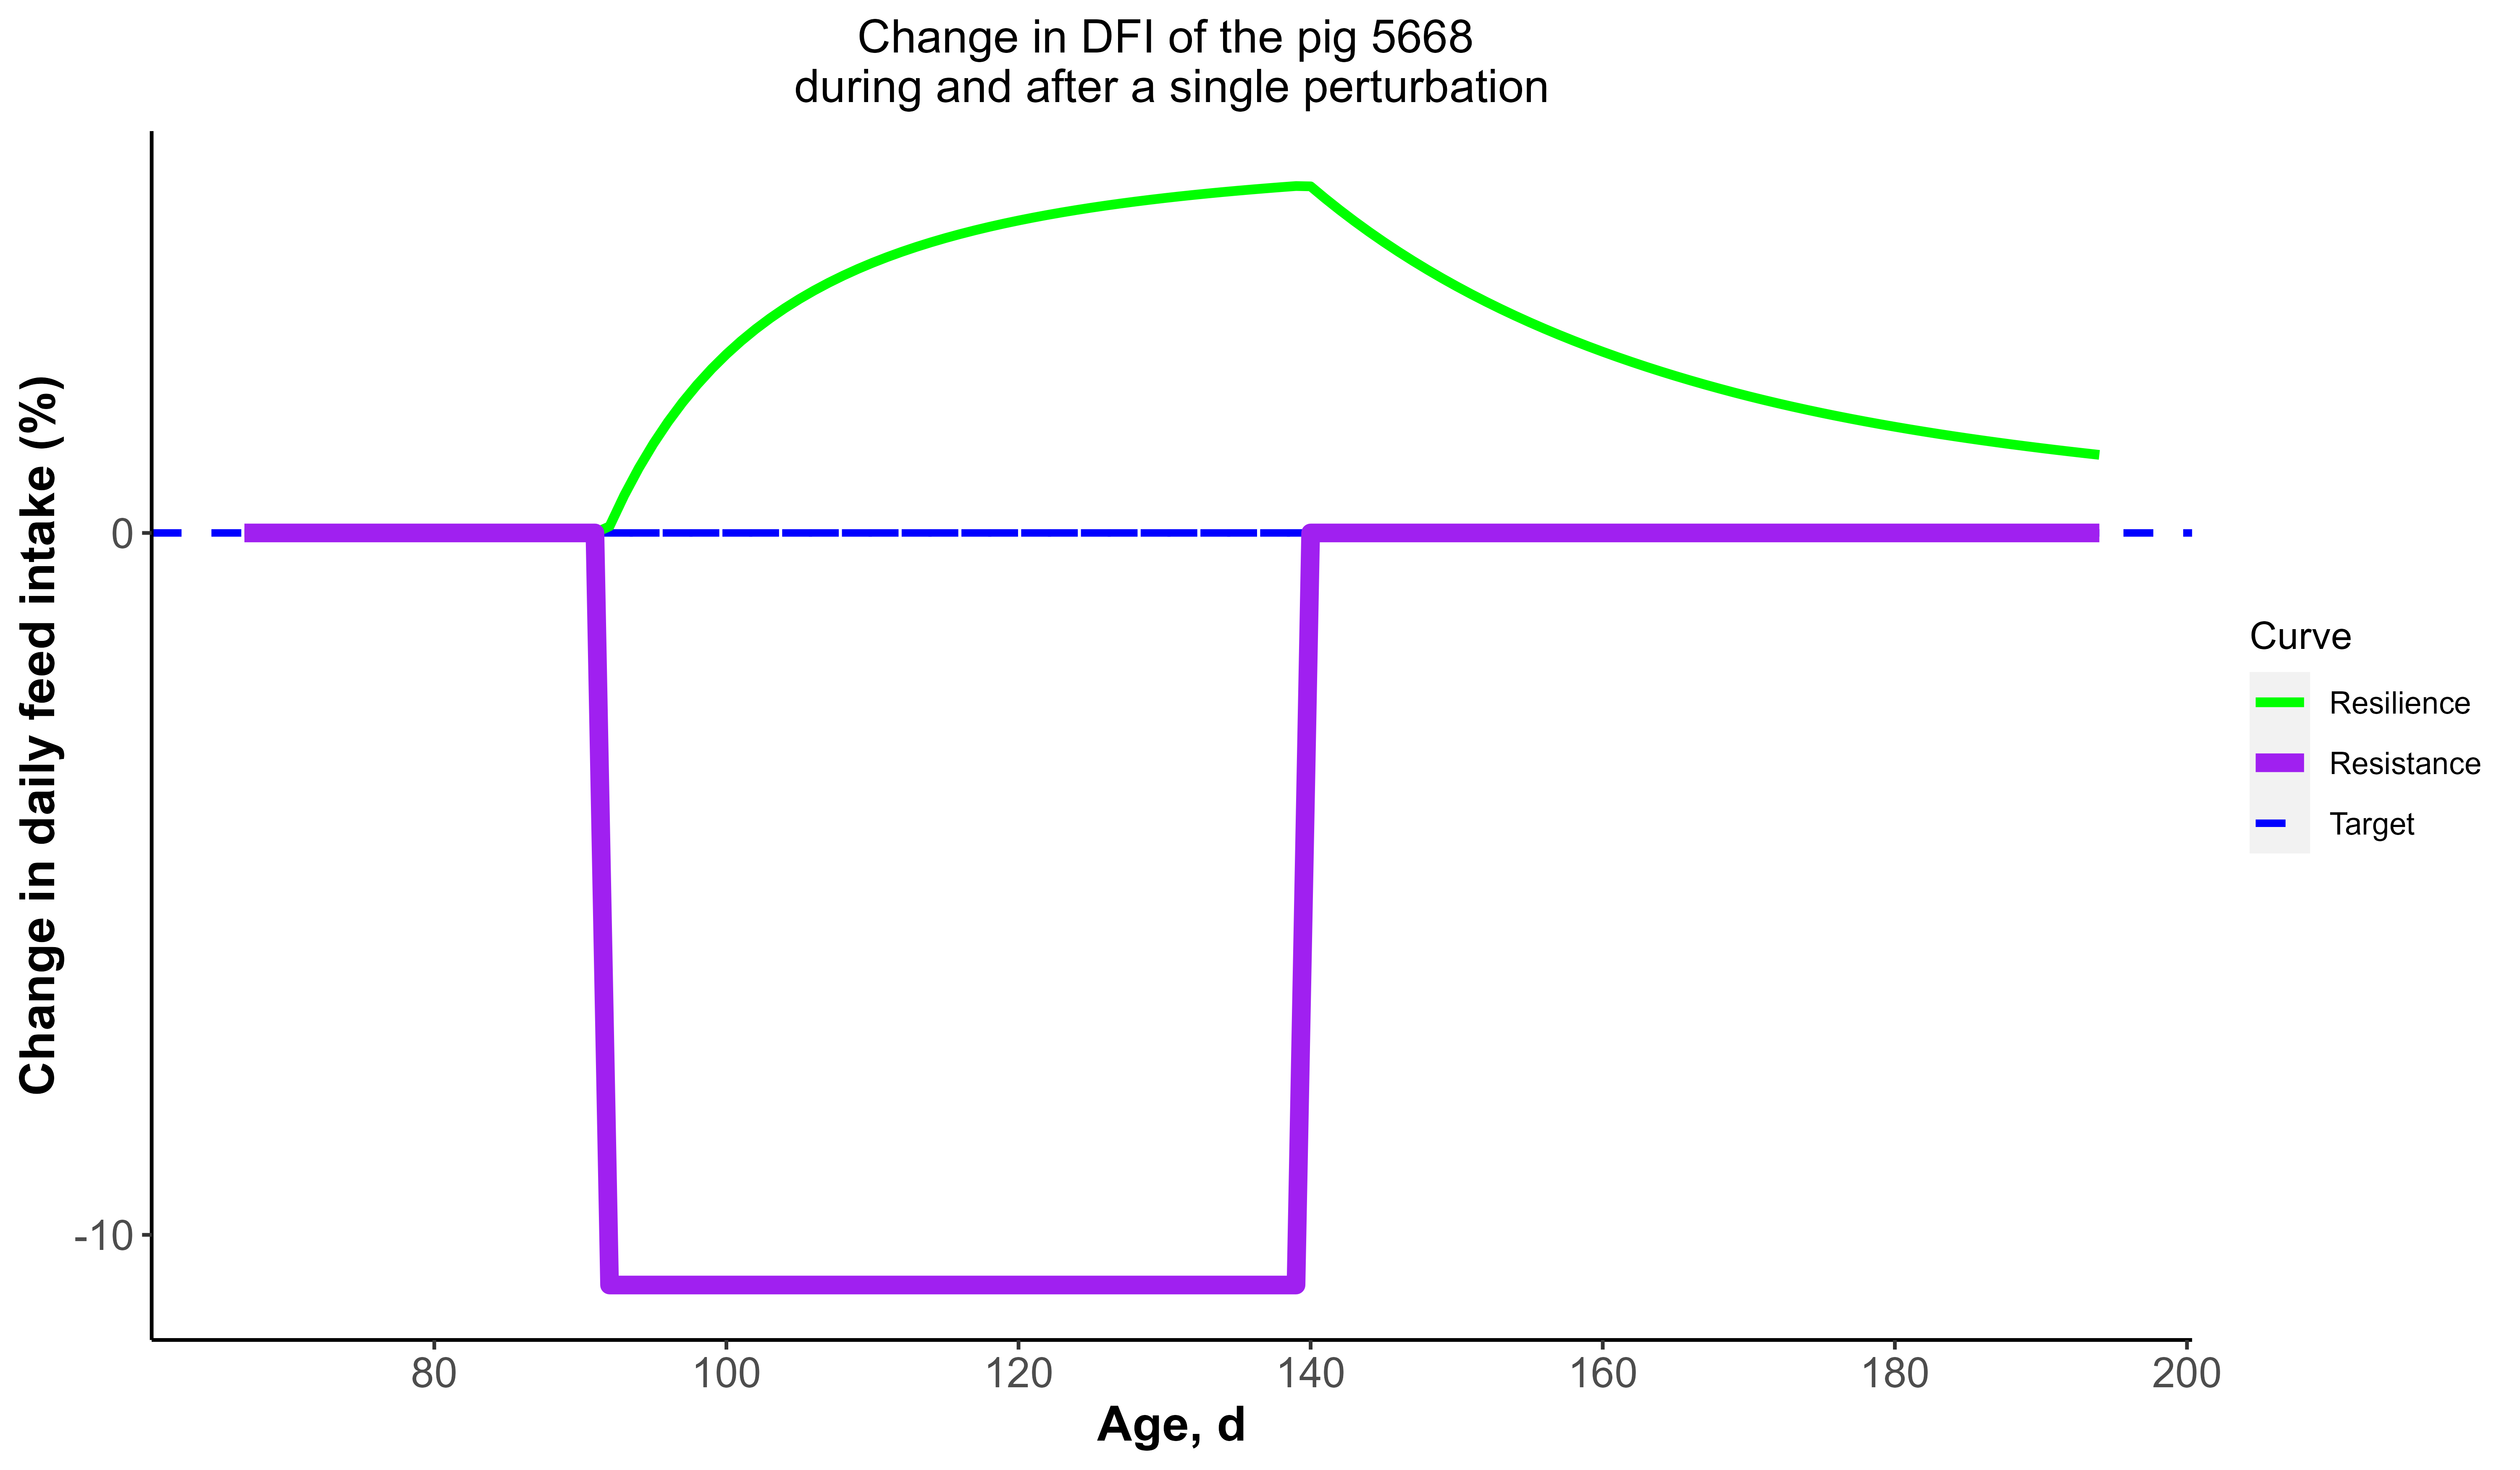 Change in DFI of the pig 5668
during and after a single perturbation
Change in daily feed intake (%)
0
-10
80 100 120 140 160 180 200
Age, d
Curve
Resilience
Resistance
Target